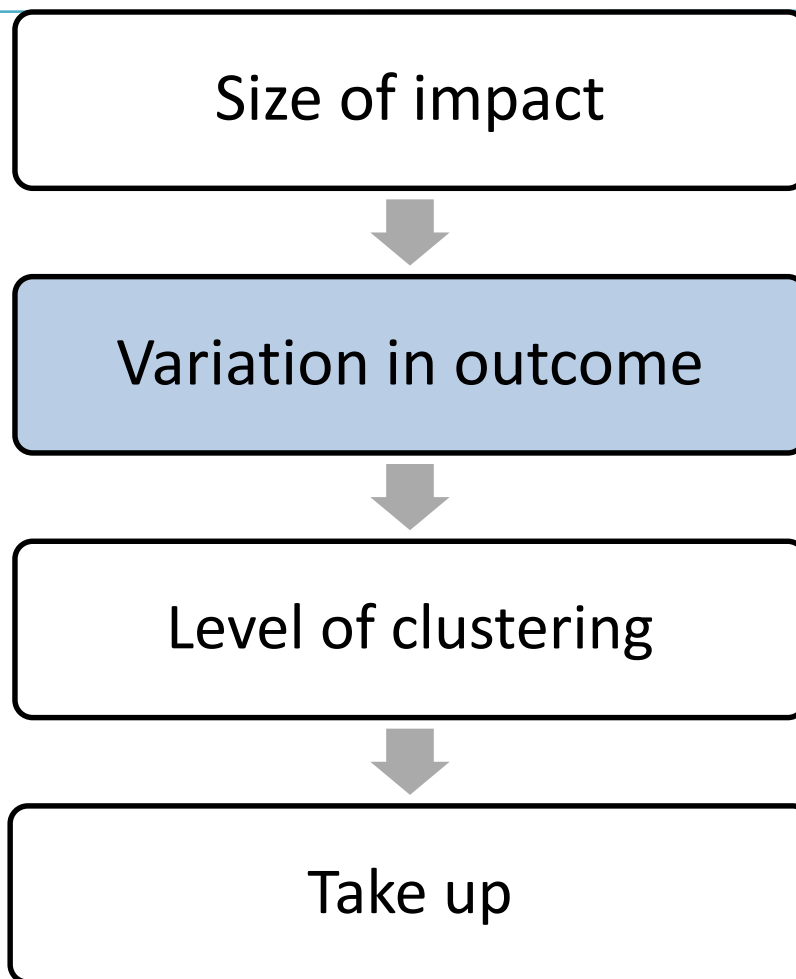 Size of impact
Variation in outcome
Level of clustering
Take up